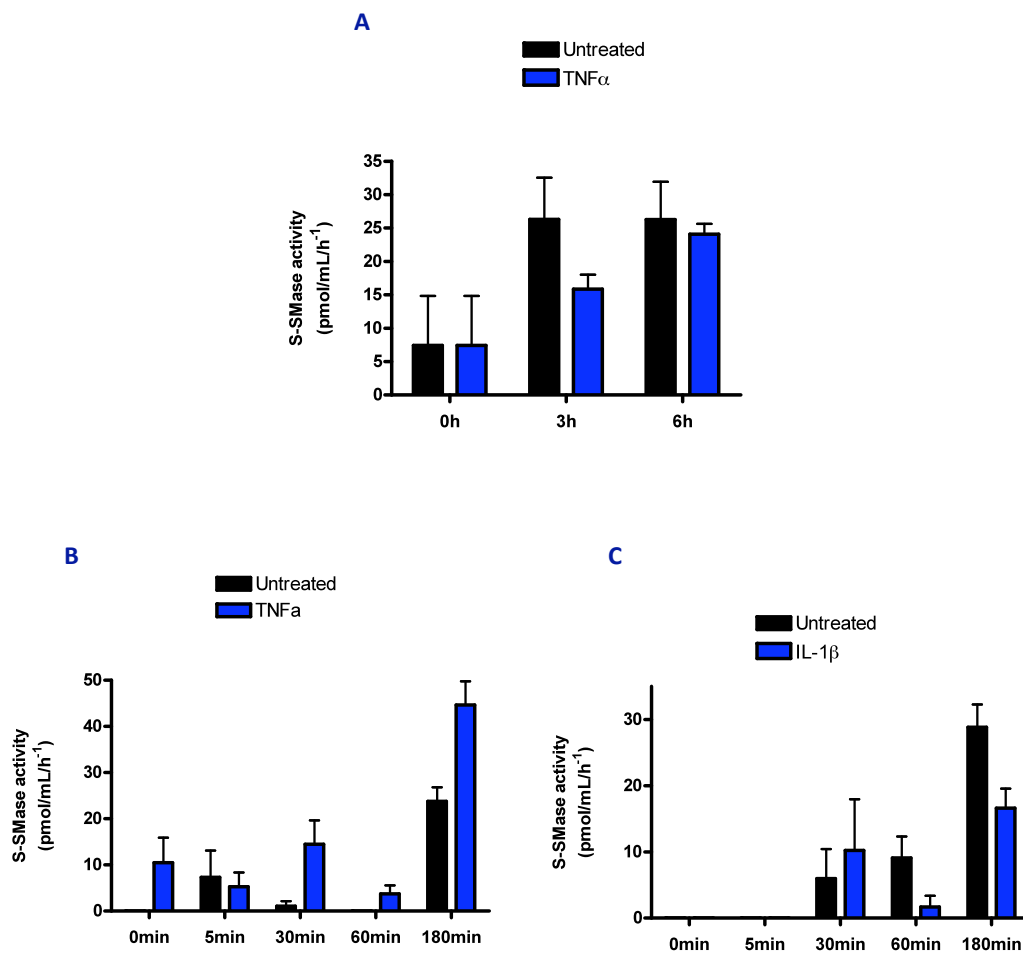 A
Untreated
TNFα
35
30
25
20
15
10
5
0
S-SMase activity
(pmol/mL/h⁻¹)
0h 3h 6h
B
Untreated
TNFa
50
40
30
20
10
0
S-SMase activity
(pmol/mL/h⁻¹)
0min 5min 30min 60min 180min
C
Untreated
IL-1β
30
20
10
0
S-SMase activity
(pmol/mL/h⁻¹)
0min 5min 30min 60min 180min